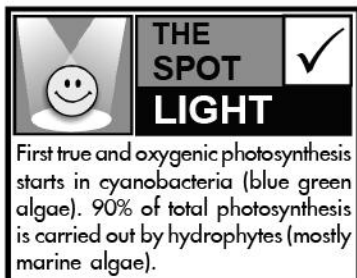 THE
SPOT
LIGHT
First true and oxygenic photosynthesis
starts in cyanobacteria (blue green
algae). 90% of total photosynthesis
is carried out by hydrophytes (mostly
marine algae).